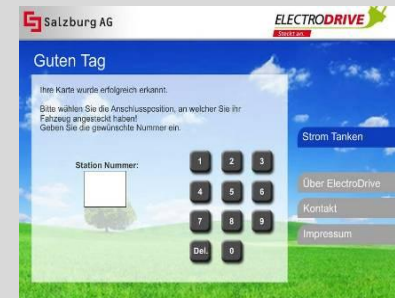 Salzburg AG
ELECTRODRIVE
Steckt an.
Guten Tag
Ihre Karte wurde erfolgreich erkannt.
Bitte wählen Sie die Anschlussposition, an welcher Sie ihr
Fahrzeug angesteckt haben!
Geben Sie die gewünschte Nummer ein.
Station Nummer:
1 2 3
4 5 6
7 8 9
Del. 0
Strom Tanken
Über ElectroDrive
Kontakt
Impressum